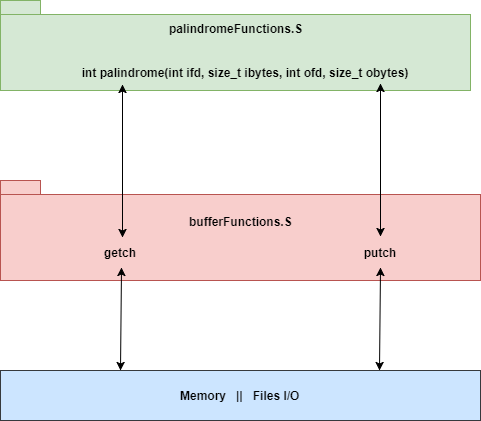 palindromeFunctions.S
int palindrome(int ifd, size_t ibytes, int ofd, size_t obytes)
bufferFunctions.S
getch putch
Memory || Files I/O